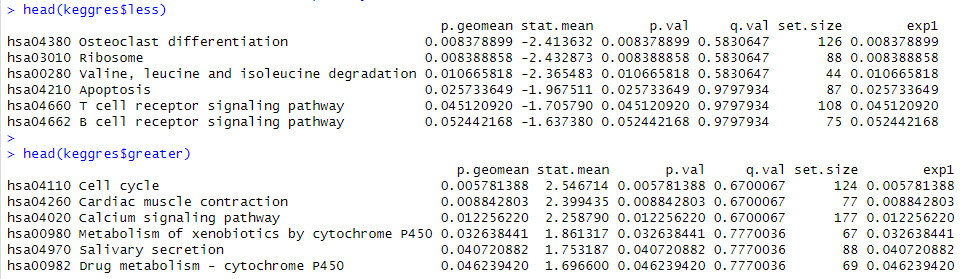 > head(keggres$less)
p.geomean stat.mean p.val q.val set.size exp1
hsa04380 Osteoclast differentiation 0.008378899 -2.413632 0.008378899 0.5830647 126 0.008378899
hsa03010 Ribosome 0.008388858 -2.432873 0.008388858 0.5830647 88 0.008388858
hsa00280 Valine, leucine and isoleucine degradation 0.010665818 -2.365483 0.010665818 0.5830647 44 0.010665818
hsa04210 Apoptosis 0.025733649 -1.967511 0.025733649 0.9797934 87 0.025733649
hsa04660 T cell receptor signaling pathway 0.045120920 -1.705790 0.045120920 0.9797934 108 0.045120920
hsa04662 B cell receptor signaling pathway 0.052442168 -1.637380 0.052442168 0.9797934 75 0.052442168
>
> head(keggres$greater)
p.geomean stat.mean p.val q.val set.size exp1
hsa04110 Cell cycle 0.005781388 2.546714 0.005781388 0.6700067 124 0.005781388
hsa04260 Cardiac muscle contraction 0.008842803 2.399435 0.008842803 0.6700067 77 0.008842803
hsa04020 Calcium signaling pathway 0.012256220 2.258790 0.012256220 0.6700067 177 0.012256220
hsa00980 Metabolism of xenobiotics by cytochrome P450 0.032638441 1.861317 0.032638441 0.7770036 67 0.032638441
hsa04970 Salivary secretion 0.040720882 1.753187 0.040720882 0.7770036 88 0.040720882
hsa00982 Drug metabolism - cytochrome P450 0.046239420 1.696600 0.046239420 0.7770036 69 0.046239420